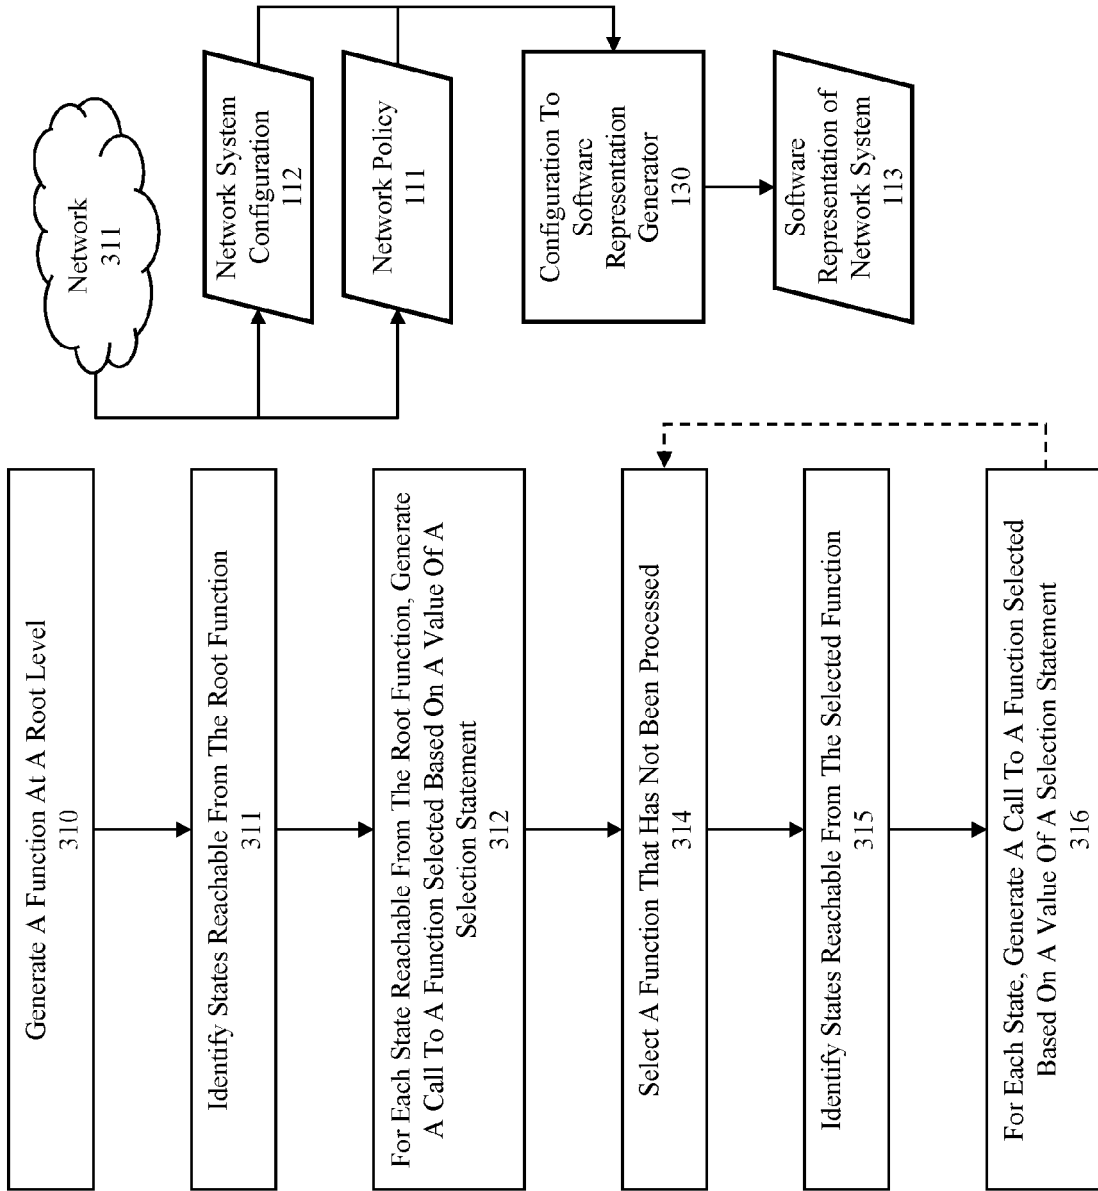 Generate A Function At A Root Level
310
Identify States Reachable From The Root Function
311
For Each State Reachable From The Root Function, Generate
A Call To A Function Selected Based On A Value Of A
Selection Statement
312
Select A Function That Has Not Been Processed
314
Identify States Reachable From The Selected Function
315
For Each State, Generate A Call To A Function Selected
Based On A Value Of A Selection Statement
316
Network
311
Network System
Configuration
112
Network Policy
111
Configuration To
Softwarc
Representation
Generator
130
Software
Representation of
Network System
113